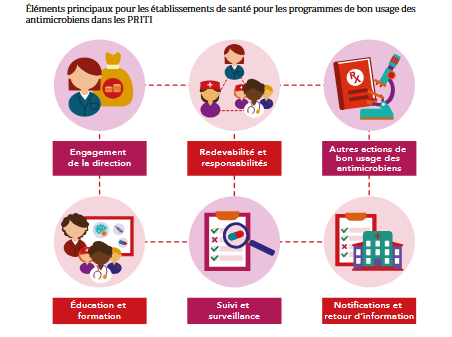 Éléments principaux pour les établissements de santé pour les programmes de bon usage des
antimicrobiens dans les PRITI
Engagement
de la direction
Redevabilité et
responsabilités
Autres actions de
bon usage des
antimicrobiens
Éducation et
formation
Suivi et
surveillance
Notifications et
retour d'information